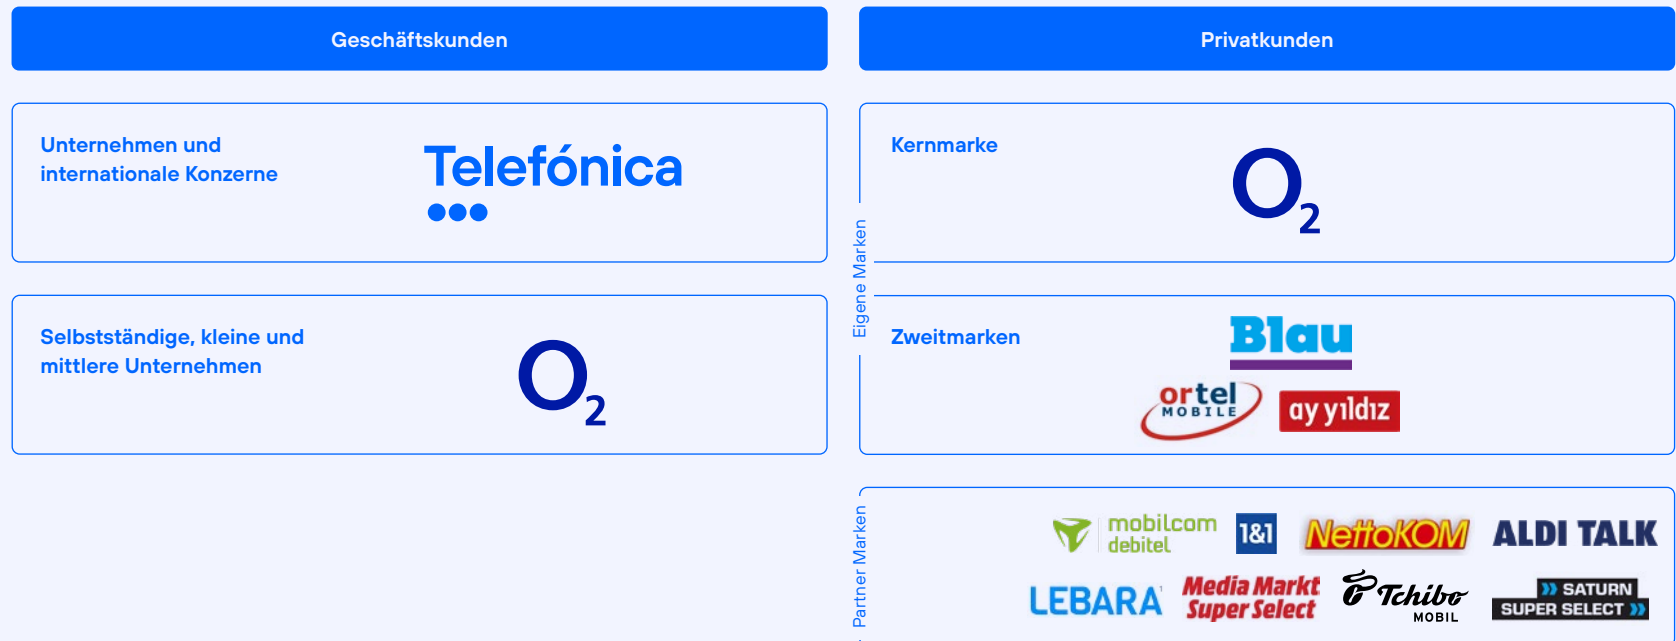 Geschäftskunden
Unternehmen und
internationale Konzerne
Telefónica
Selbstständige, kleine und
mittlere Unternehmen
O2
Privatkunden
Eigene Marken
Kernmarke
O2
Zweitmarken
Blau
ortel
MOBILE
ay yıldız
Partner Marken
mobilcom
debitel
1&1
NettoKOM
ALDI TALK
LEBARA
Media Markt
Super Select
Tchibo
MOBIL
SATURN
SUPER SELECT